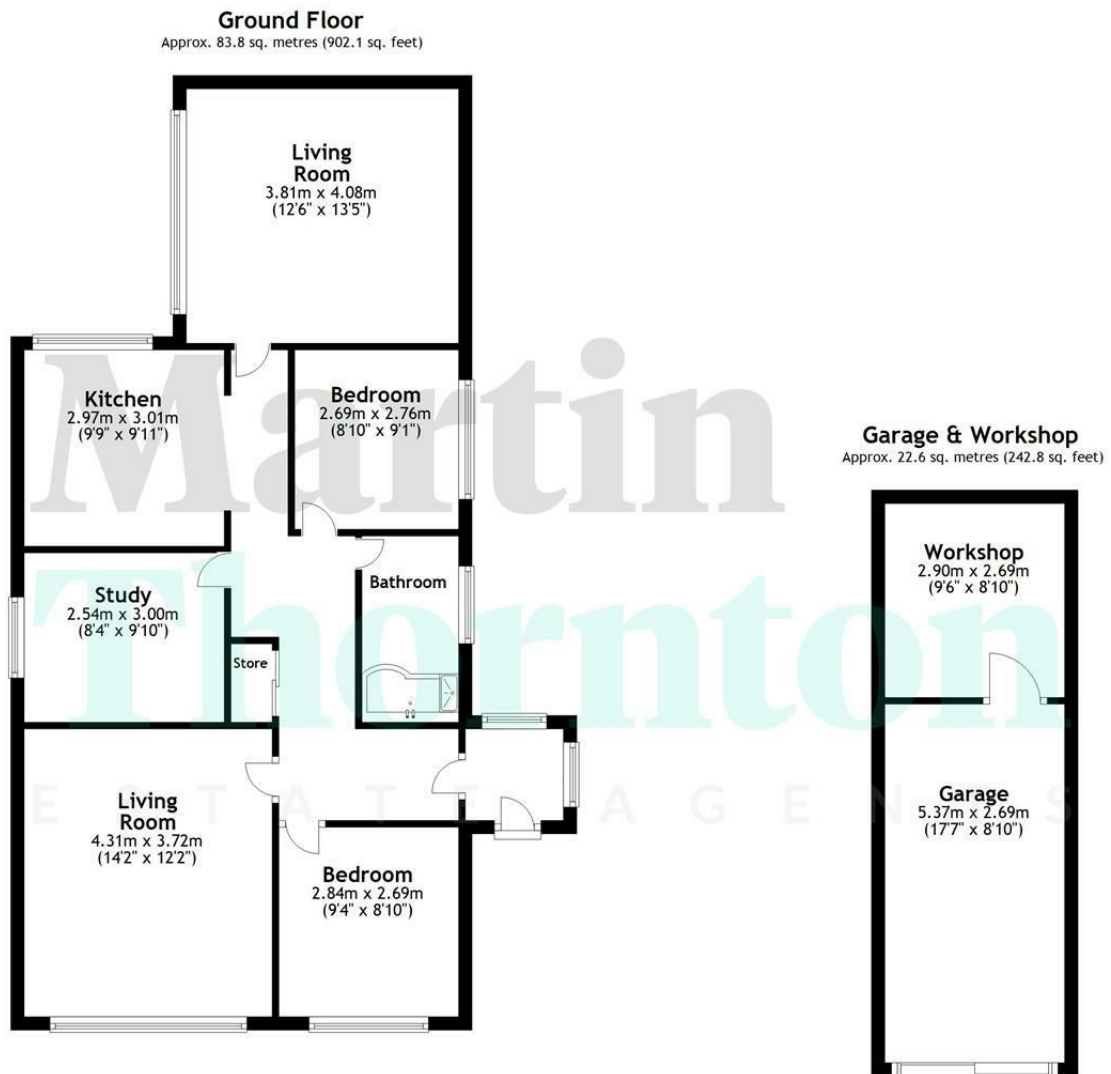 Ground Floor
Approx. 83.8 sq. metres (902.1 sq. feet)
Living
Room
3.81m x 4.08m
(12'6" x 13'5")
Kitchen
2.97m x 3.01m
(9'9" x 9'11")
Bedroom
2.69m x 2.76m
(8'10" x 9'1")
Martin
Thornton
ESTATE AGENTS
Study
2.54m x 3.00m
(8'4" x 9'10")
Bathroom
Store
Living
Room
4.31m x 3.72m
(14'2" x 12'2")
Bedroom
2.84m x 2.69m
(9'4" x 8'10")
Garage & Workshop
Approx. 22.6 sq. metres (242.8 sq. feet)
Workshop
2.90m x 2.69m
(9'6" x 8'10")
Garage
5.37m x 2.69m
(17'7" x 8'10")